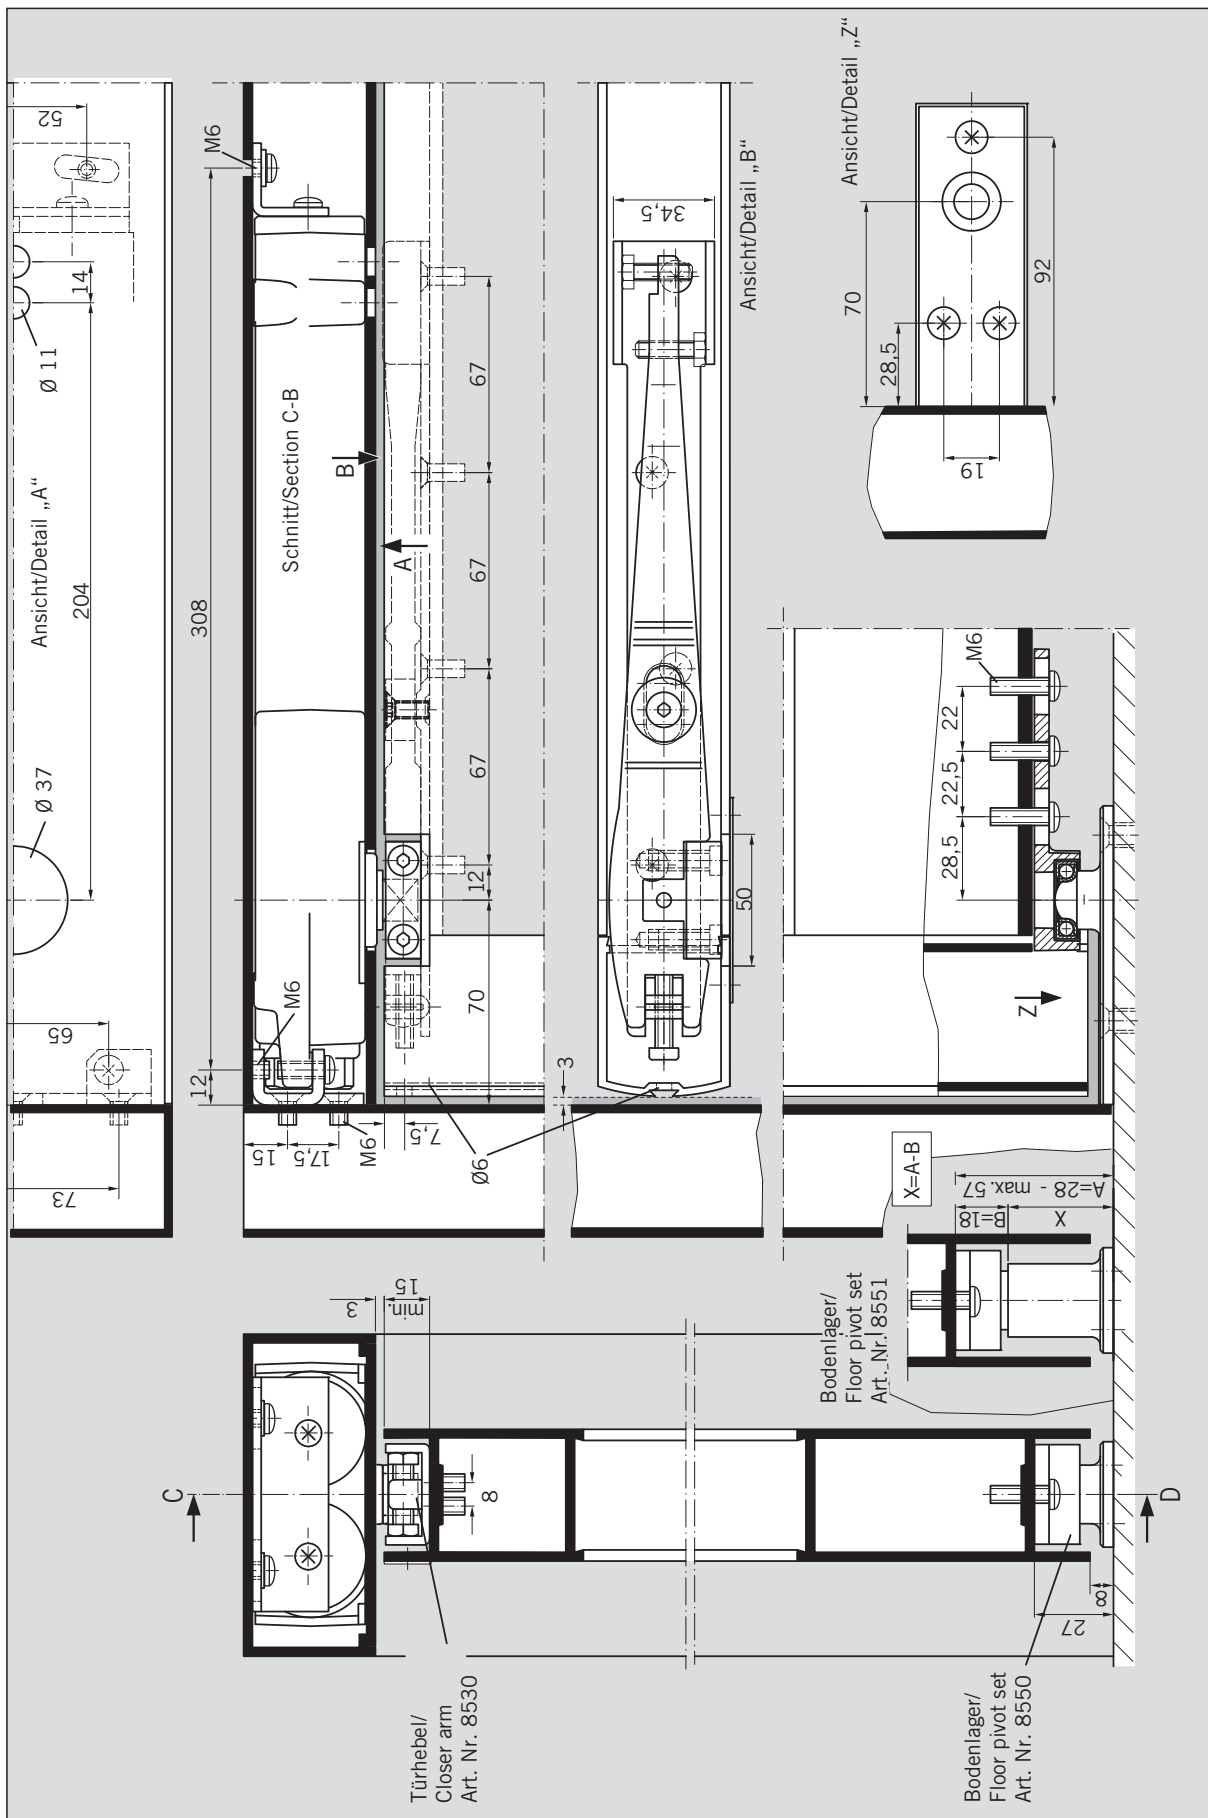 Ansicht/Detail „A“
52
14
Ø 11
204
Ø 37
65
73
M6
308
Schnitt/Section C-B
B
A
67
67
67
12
70
M6
12
15
17,5
M6
7,5
Ø6
3
34,5
Ansicht/Detail „B“
50
Ansicht/Detail „Z“
70
92
28,5
19
M6
22
22,5
28,5
Z
X=A-B
A=28 - max.57
B=18
X
Bodenlager/
Floor pivot set
Art. Nr. 8551
3
min.
15
C
8
D
8
27
Türhebel/
Closer arm
Art. Nr. 8530
Bodenlager/
Floor pivot set
Art. Nr. 8550